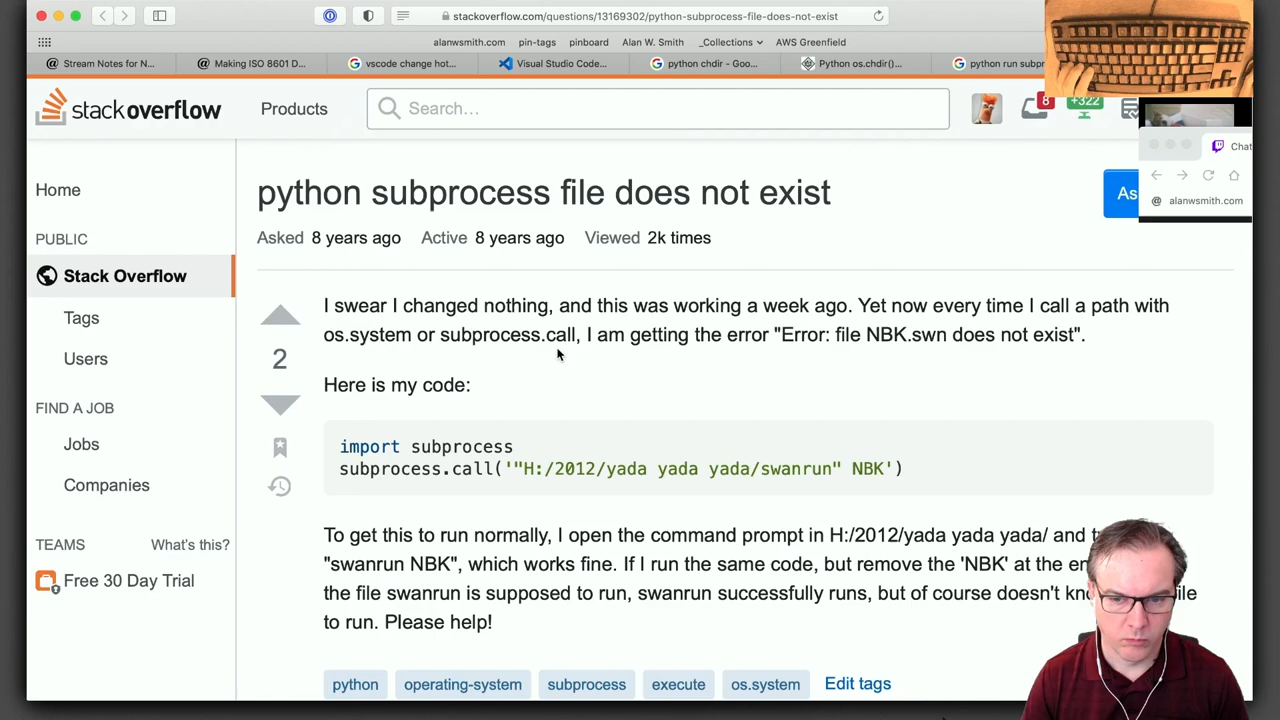 stackoverflow.com/questions/13169302/python-subprocess-file-does-not-exist
alanwsmith.com pin-tags pinboard Alan W. Smith _Collections AWS Greenfield
Stream Notes for N... Making ISO 8601 D... vscode change hot... Visual Studio Code... python chdir - Goo... Python os.chdir()... python run subpr
stackoverflow Products Search... 8 +322
Chat
alanwsmith.com
Home
PUBLIC
Stack Overflow
Tags
Users
FIND A JOB
Jobs
Companies
TEAMS What's this?
Free 30 Day Trial
python subprocess file does not exist
As
Asked 8 years ago Active 8 years ago Viewed 2k times
2
I swear I changed nothing, and this was working a week ago. Yet now every time I call a path with
os.system or subprocess.call, I am getting the error "Error: file NBK.swn does not exist".
Here is my code:
import subprocess
subprocess.call('"H:/2012/yada yada yada/swanrun" NBK')
To get this to run normally, I open the command prompt in H:/2012/yada yada yada/ and
"swanrun NBK", which works fine. If I run the same code, but remove the 'NBK' at the
the file swanrun is supposed to run, swanrun successfully runs, but of course doesn't
to run. Please help!
python operating-system subprocess execute os.system Edit tags